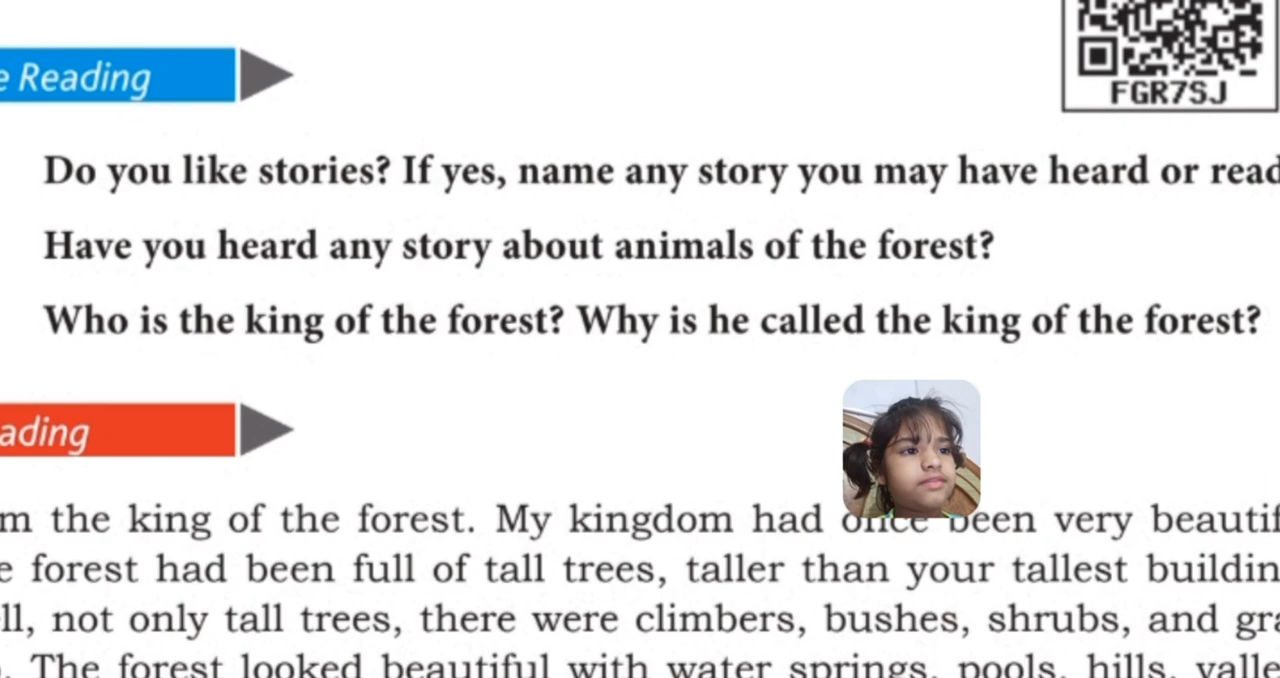 e Reading
FGR7SJ
Do you like stories? If yes, name any story you may have heard or read
Have you heard any story about animals of the forest?
Who is the king of the forest? Why is he called the king of the forest?
ading
m the king of the forest. My kingdom had once been very beautif
e forest had been full of tall trees, taller than your tallest buildin
ll, not only tall trees, there were climbers, bushes, shrubs, and gra
. The forest looked beautiful with water springs, pools, hills, valle